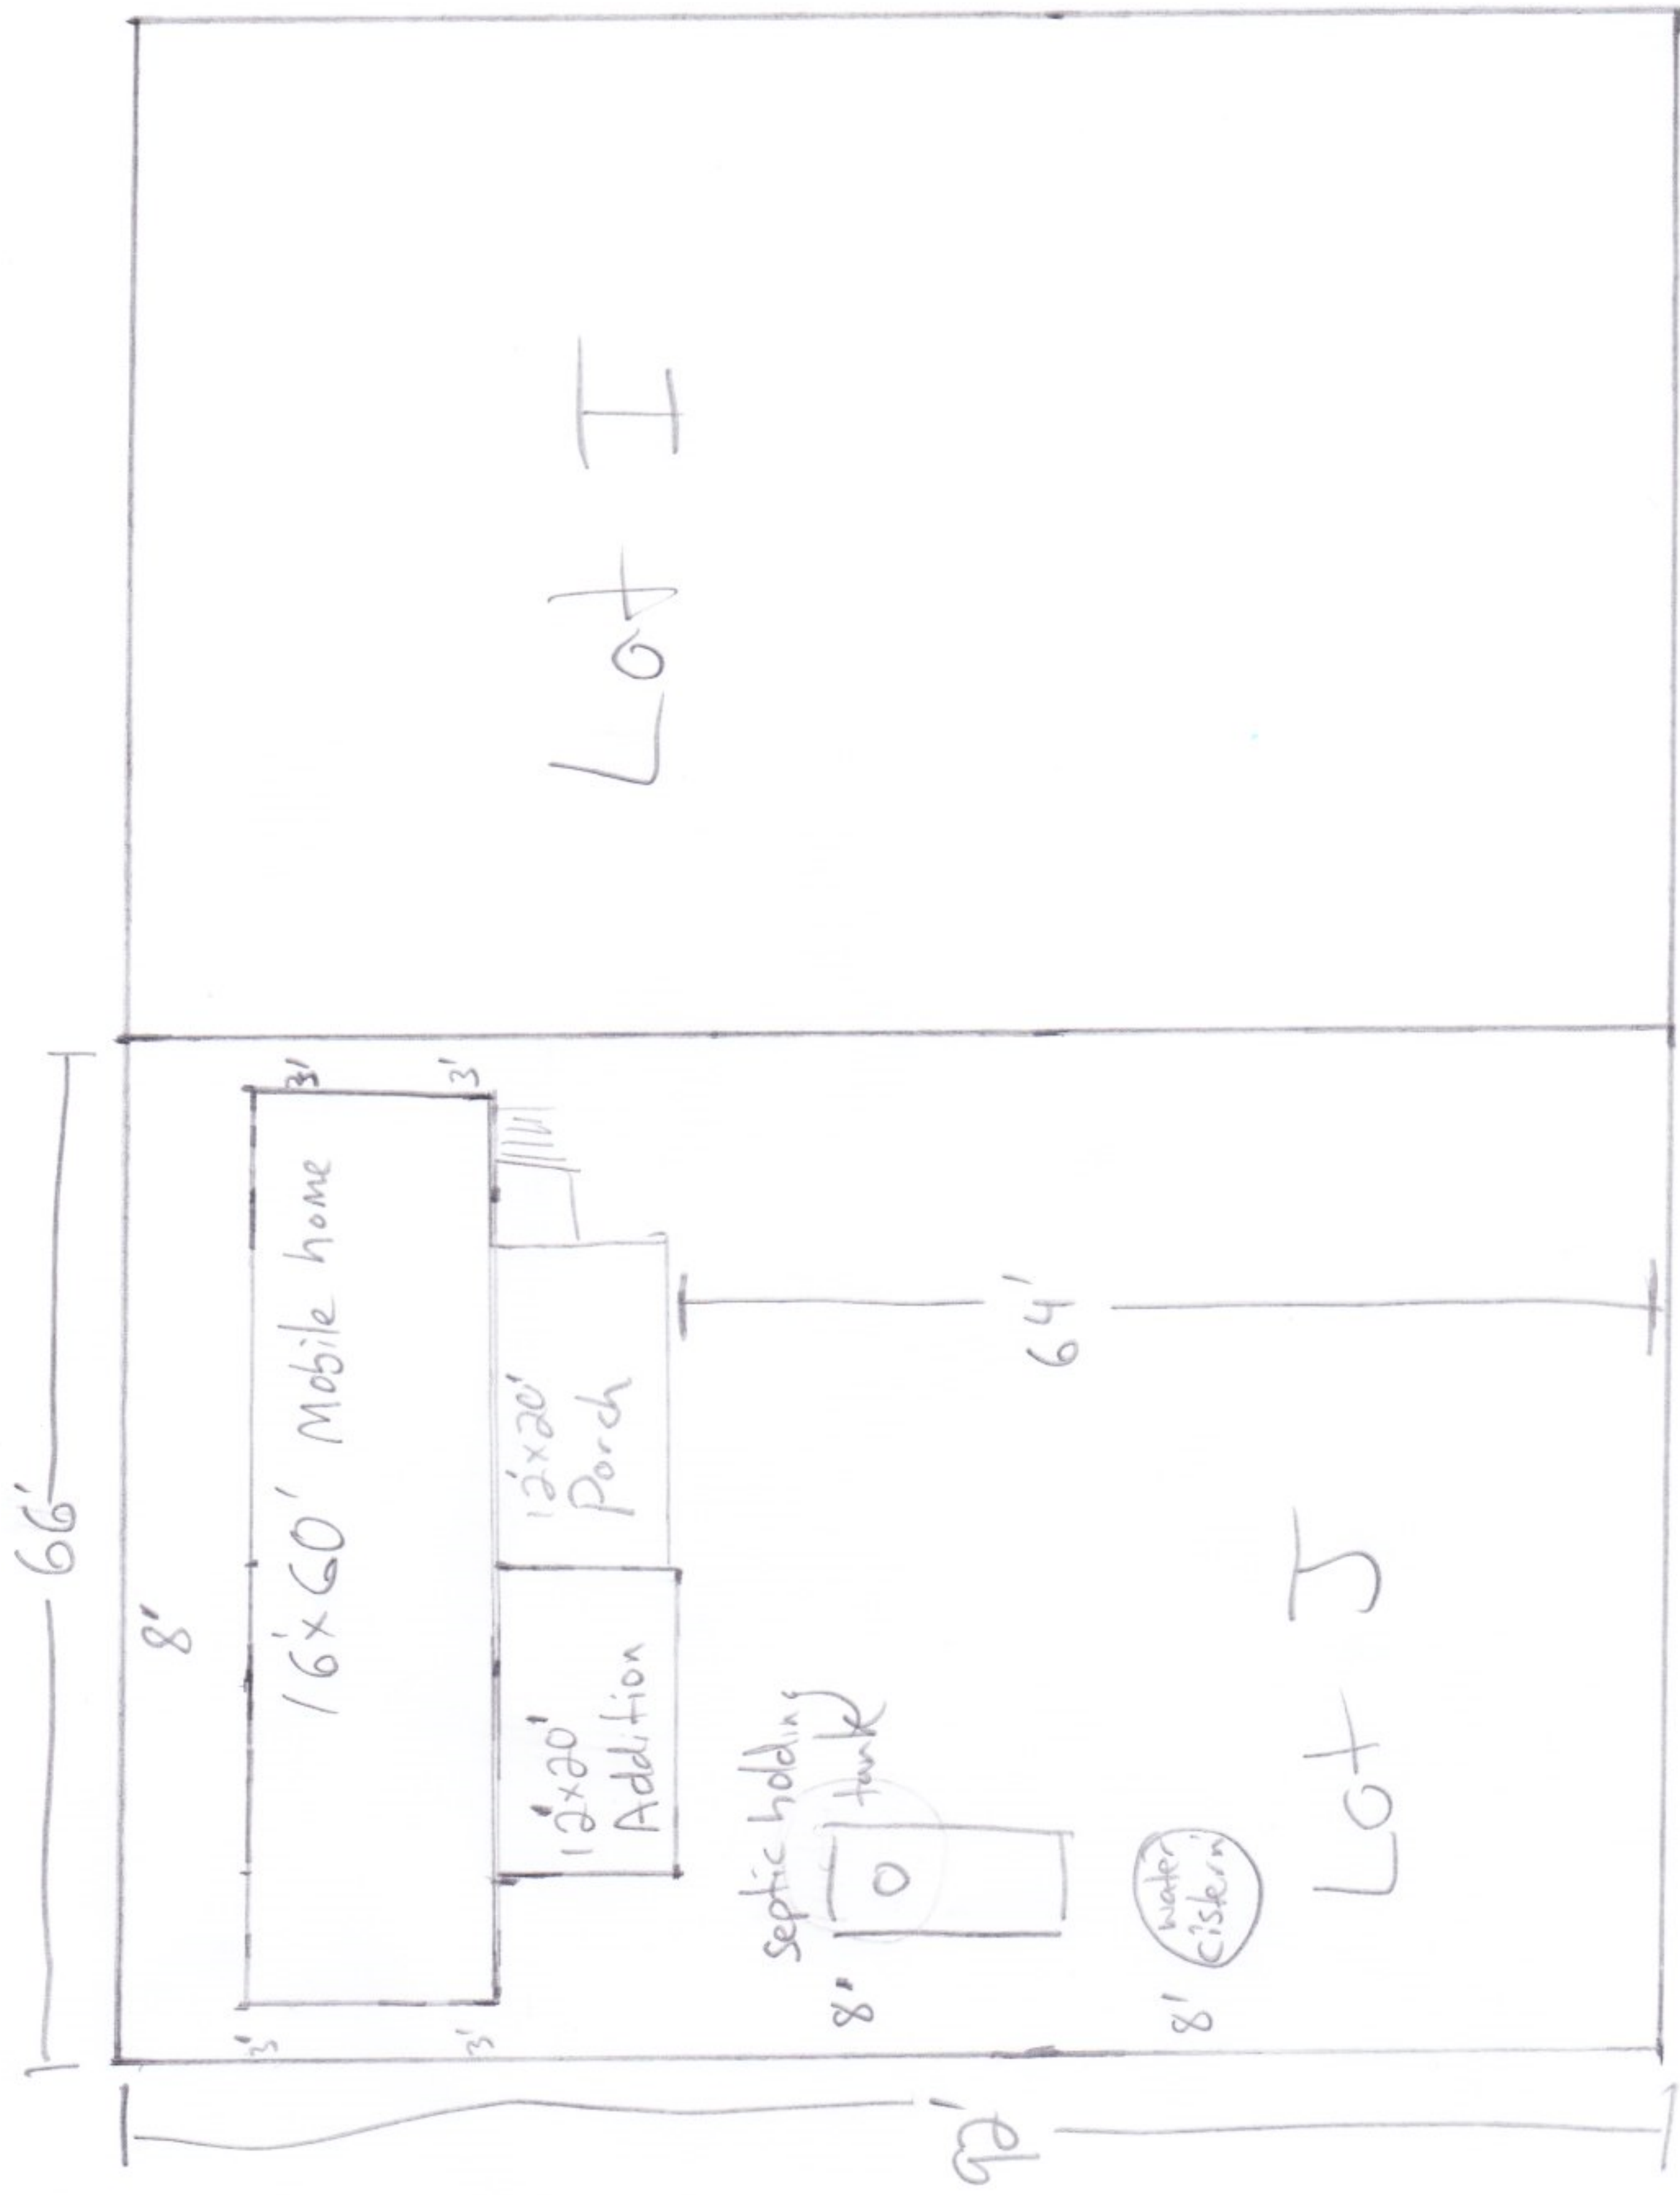 66'
8'
3'
3'
16'x60' Mobile home
3'
3'
12'x20'
Addition
12'x20'
Porch
Lot I
septic holding
tank
8"
92'
64'
water
cistern
8'
Lot J